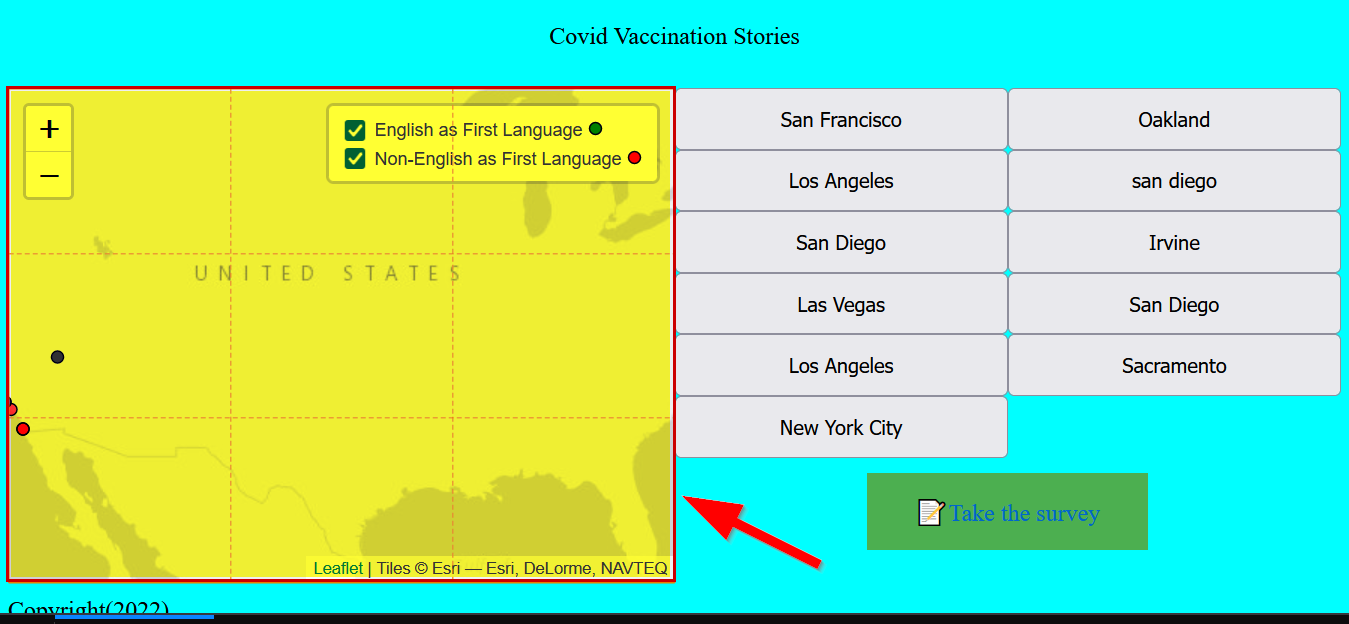 Covid Vaccination Stories
+
English as First Language
Non-English as First Language
−
UNITED STATES
Leaflet | Tiles © Esri — Esri, DeLorme, NAVTEQ
San Francisco
Oakland
Los Angeles
san diego
San Diego
Irvine
Las Vegas
San Diego
Los Angeles
Sacramento
New York City
Take the survey
Copyright(2022)